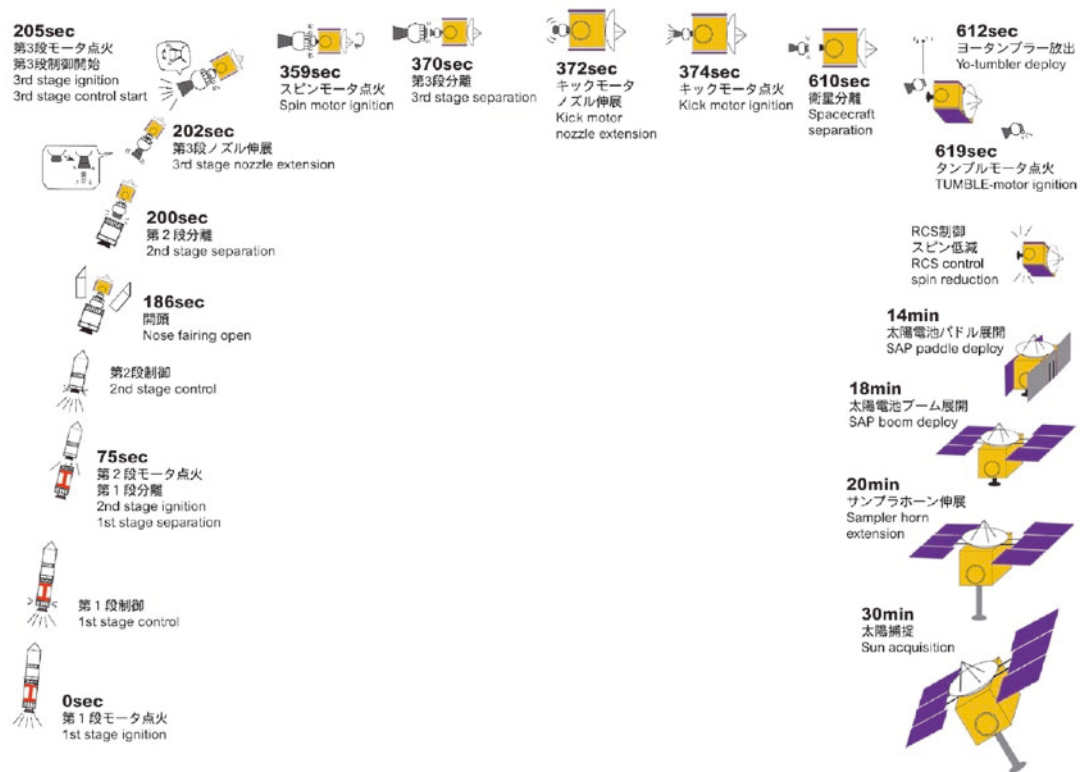 0sec
第1段モータ点火
1st stage ignition
第1段制御
1st stage control
75sec
第2段モータ点火
第1段分離
2nd stage ignition
1st stage separation
第2段制御
2nd stage control
186sec
開頭
Nose fairing open
200sec
第2段分離
2nd stage separation
202sec
第3段ノズル伸展
3rd stage nozzle extension
205sec
第3段モータ点火
第3段制御開始
3rd stage ignition
3rd stage control start
359sec
スピンモータ点火
Spin motor ignition
370sec
第3段分離
3rd stage separation
372sec
キックモータ
ノズル伸展
Kick motor
nozzle extension
374sec
キックモータ点火
Kick motor ignition
610sec
衛星分離
Spacecraft
separation
612sec
ヨータンブラー放出
Yo-tumbler deploy
619sec
タンブルモータ点火
TUMBLE-motor ignition
RCS制御
スピン低減
RCS control
spin reduction
14min
太陽電池パドル展開
SAP paddle deploy
18min
太陽電池ブーム展開
SAP boom deploy
20min
サンプラホーン伸展
Sampler horn
extension
30min
太陽捕捉
Sun acquisition